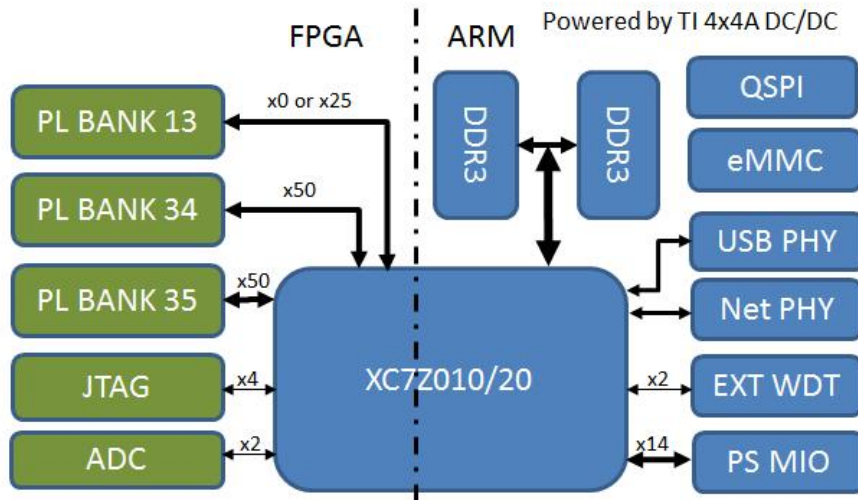 FPGA
ARM
Powered by TI 4x4A DC/DC
PL BANK 13
x0 or x25
DDR3
DDR3
QSPI
eMMC
PL BANK 34
x50
USB PHY
PL BANK 35
x50
Net PHY
XC7Z010/20
JTAG
x4
x2
EXT WDT
ADC
x2
x14
PS MIO